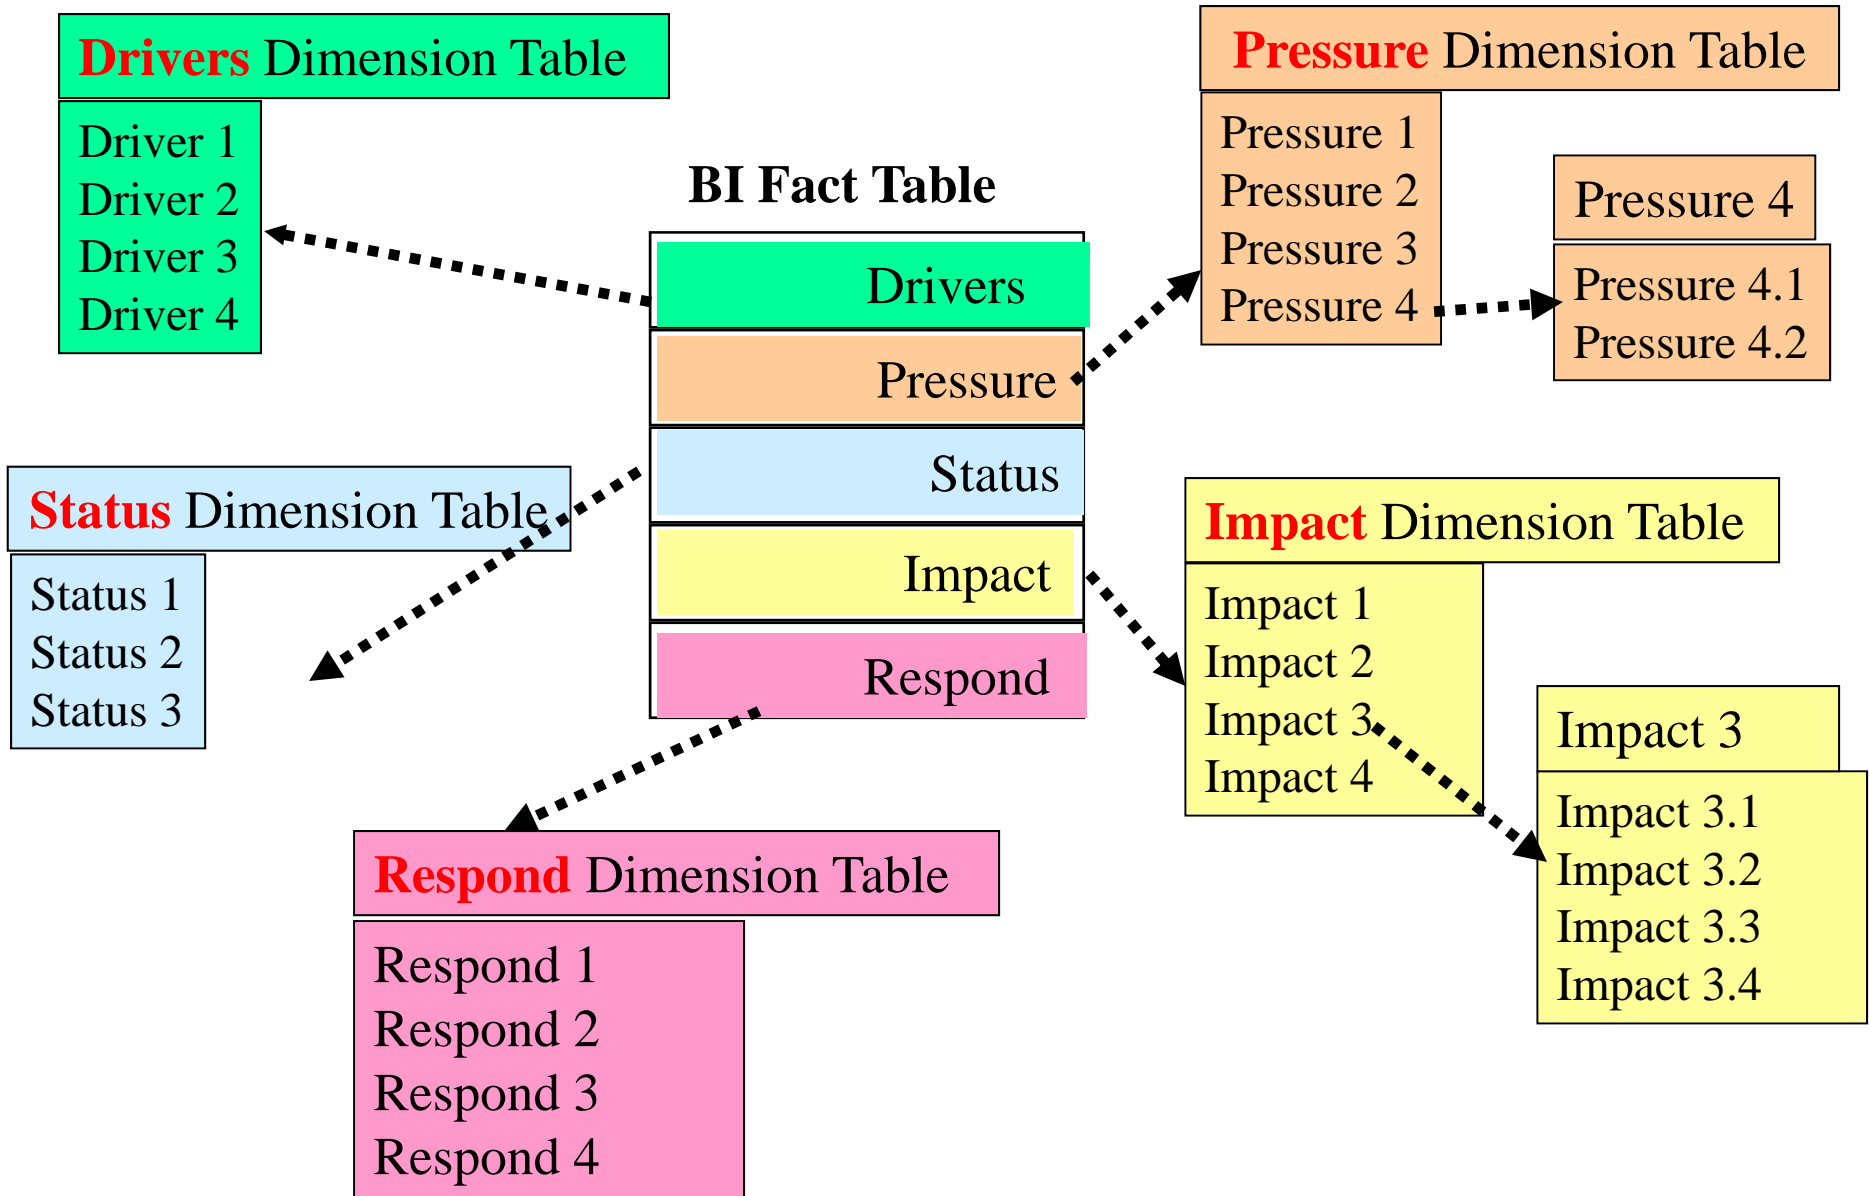 Drivers Dimension Table
Driver 1
Driver 2
Driver 3
Driver 4
BI Fact Table
Drivers
Pressure
Status
Impact
Respond
Pressure Dimension Table
Pressure 1
Pressure 2
Pressure 3
Pressure 4
Pressure 4
Pressure 4.1
Pressure 4.2
Status Dimension Table
Status 1
Status 2
Status 3
Impact Dimension Table
Impact 1
Impact 2
Impact 3
Impact 4
Impact 3
Impact 3.1
Impact 3.2
Impact 3.3
Impact 3.4
Respond Dimension Table
Respond 1
Respond 2
Respond 3
Respond 4